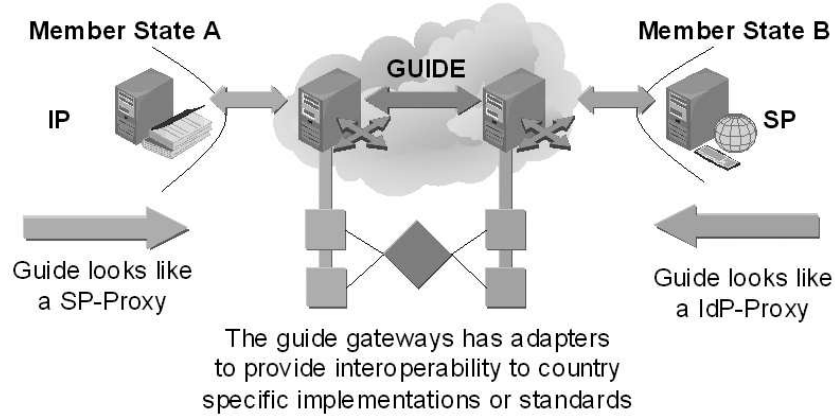 Member State A
Member State B
GUIDE
IP
SP
Guide looks like
a SP-Proxy
Guide looks like
a IdP-Proxy
The guide gateways has adapters
to provide interoperability to country
specific implementations or standards